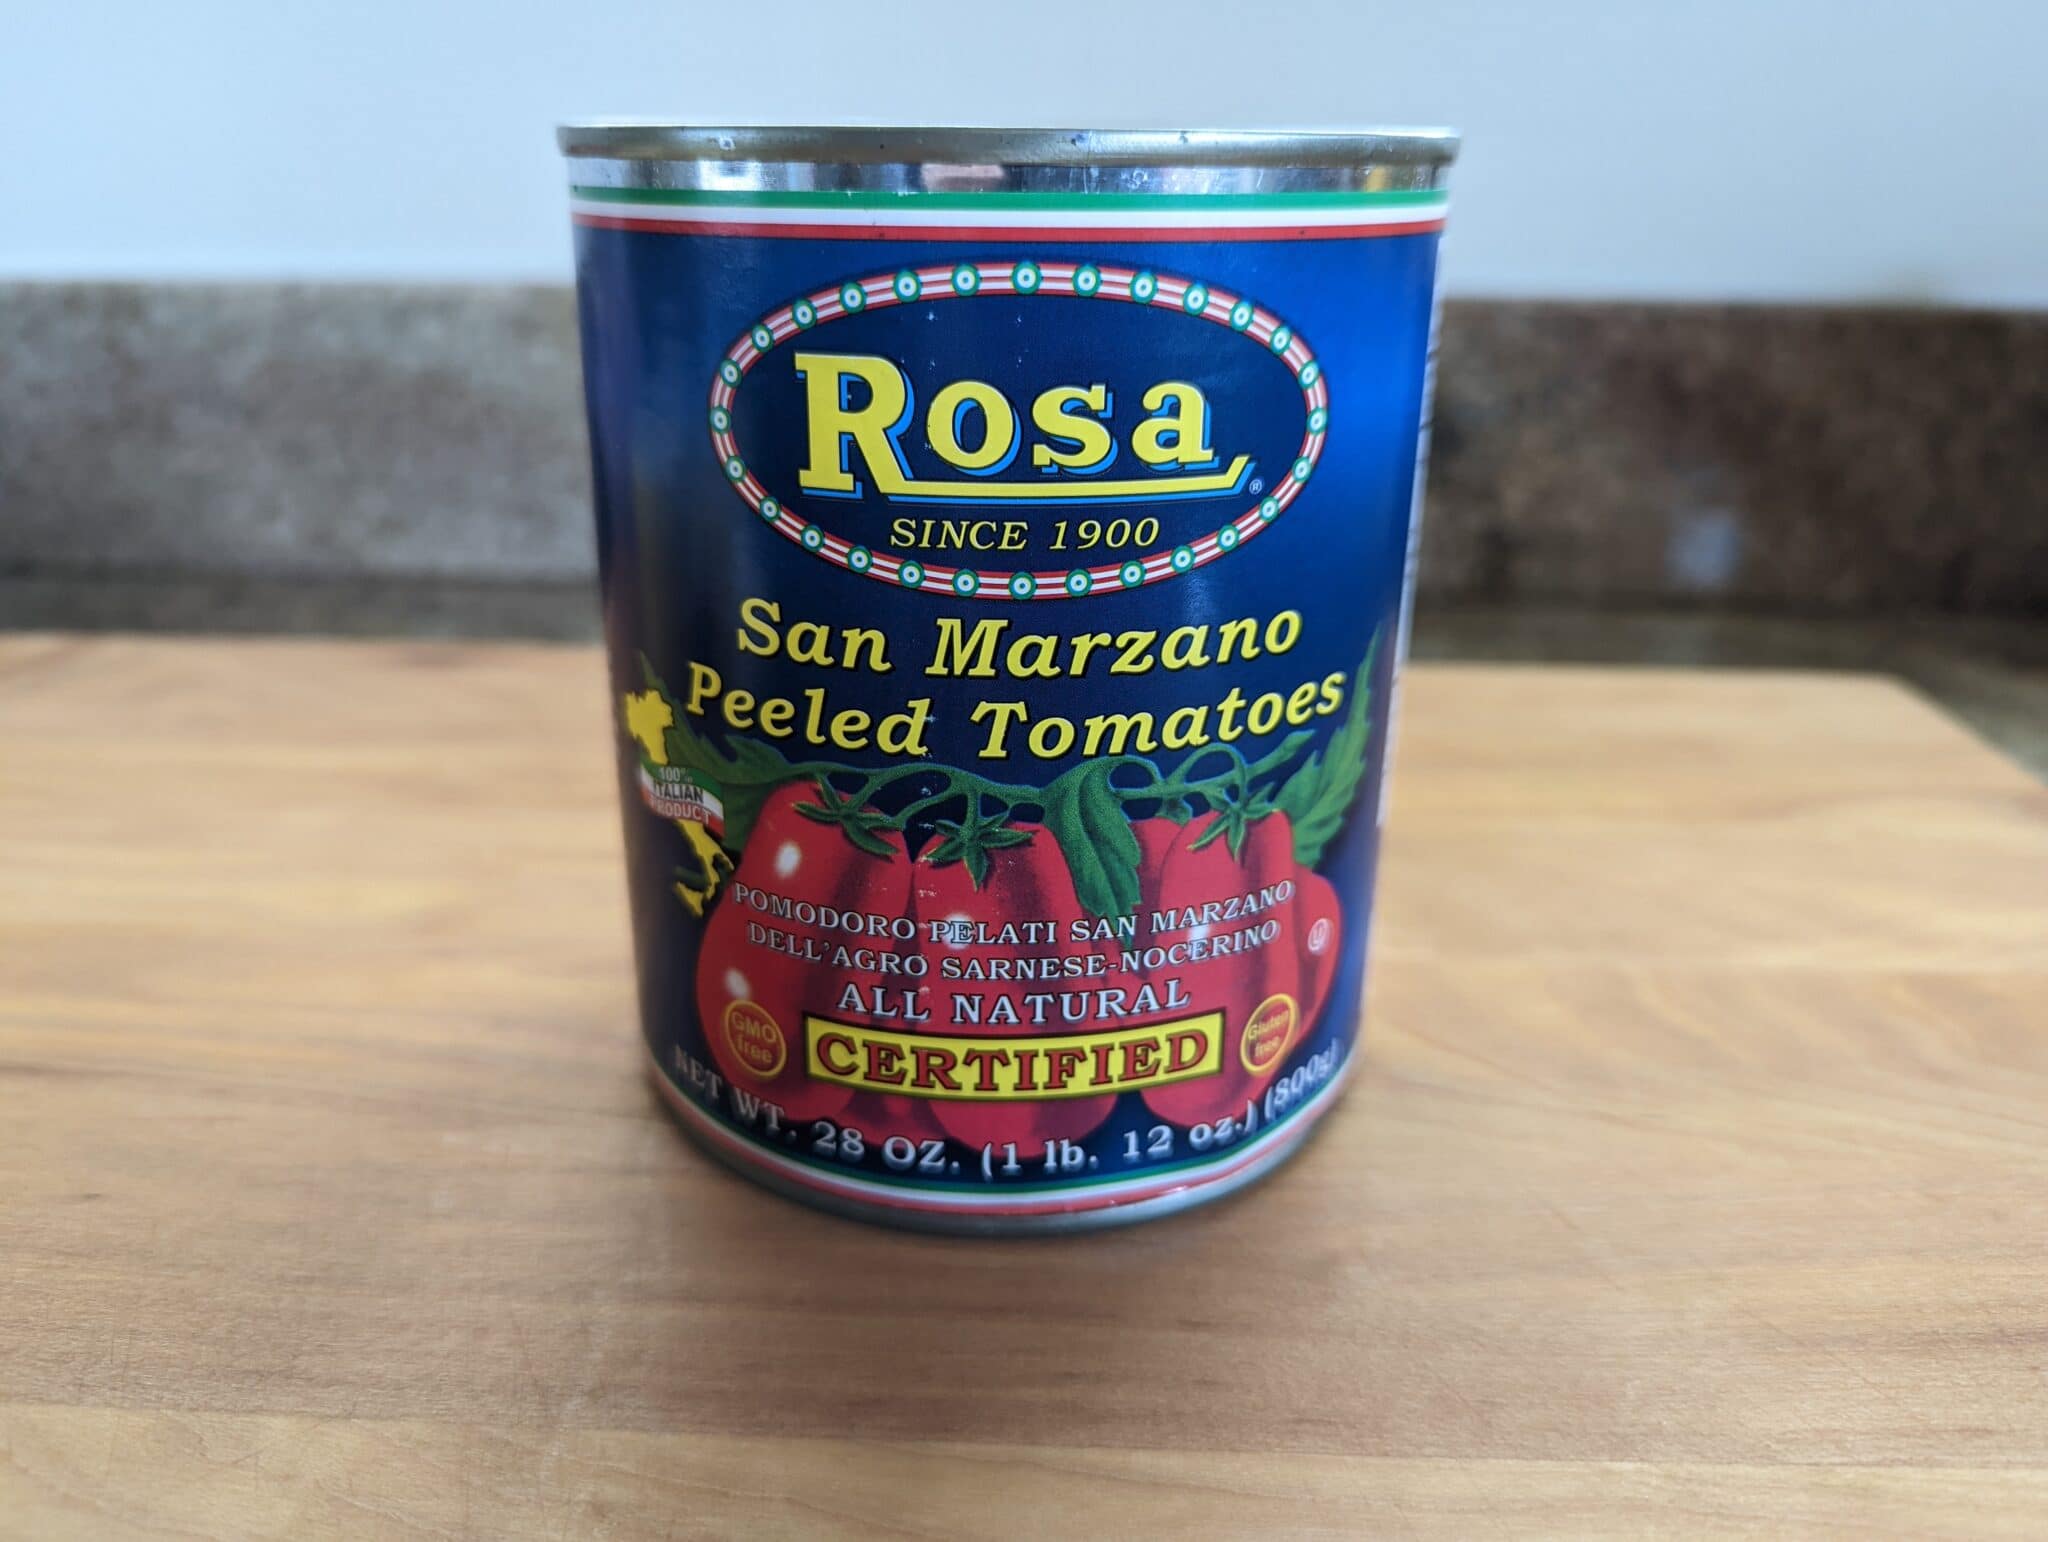 Rosa®
SINCE 1900
San Marzano
Peeled Tomatoes
100%
ITALIAN
PRODUCT
POMODORO PELATI SAN MARZANO
DELL'AGRO SARNESE-NOCERINO
U
ALL NATURAL
GMO
free
CERTIFIED
Gluten
free
NET WT. 28 OZ. (1 lb. 12 oz.) (800g)